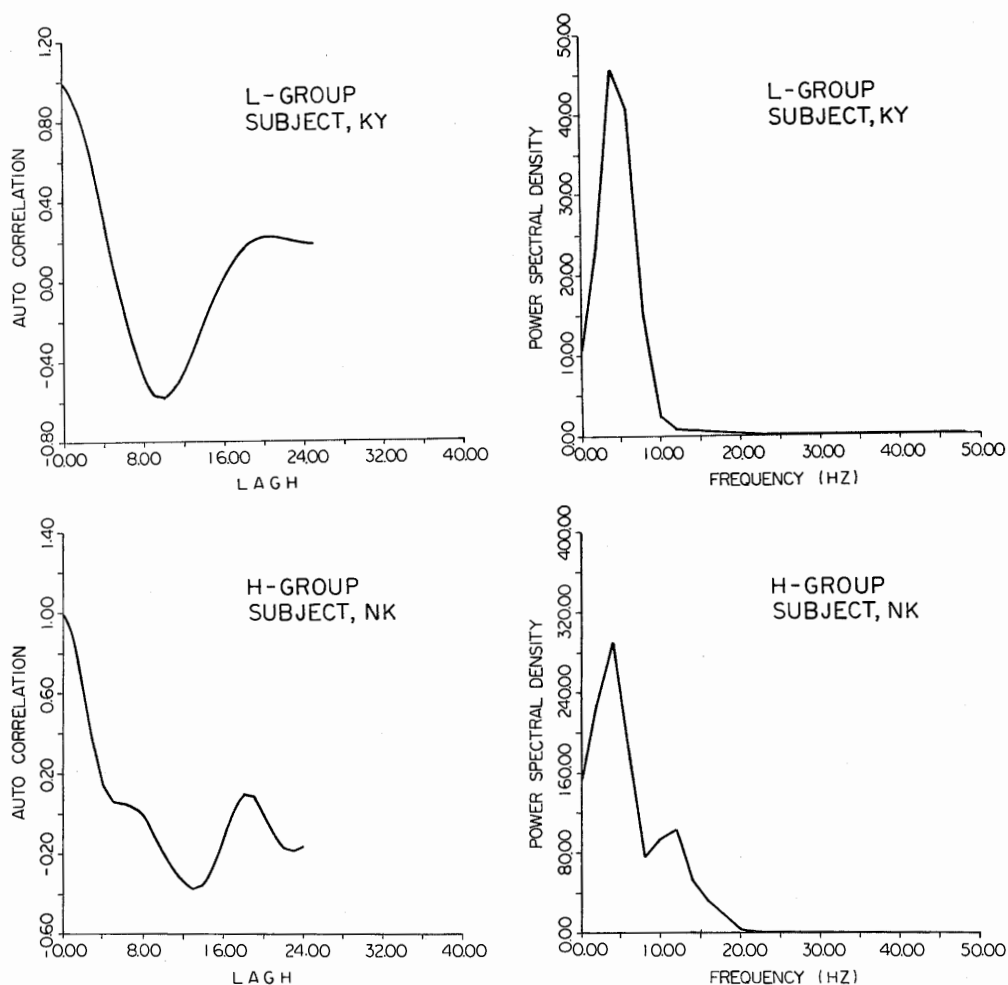 1.20
0.80
0.40
0.00
-0.40
-0.80
AUTO CORRELATION
L-GROUP
SUBJECT, KY
0.00 8.00 16.00 24.00 32.00 40.00
LAGH
50.00
40.00
30.00
20.00
10.00
0.00
POWER SPECTRAL DENSITY
L-GROUP
SUBJECT, KY
0.00 10.00 20.00 30.00 40.00 50.00
FREQUENCY (HZ)
1.40
1.00
0.60
0.20
-0.20
-0.60
AUTO CORRELATION
H-GROUP
SUBJECT, NK
0.00 8.00 16.00 24.00 32.00 40.00
LAGH
400.00
320.00
240.00
160.00
80.00
0.00
POWER SPECTRAL DENSITY
H-GROUP
SUBJECT, NK
0.00 10.00 20.00 30.00 40.00 50.00
FREQUENCY (HZ)